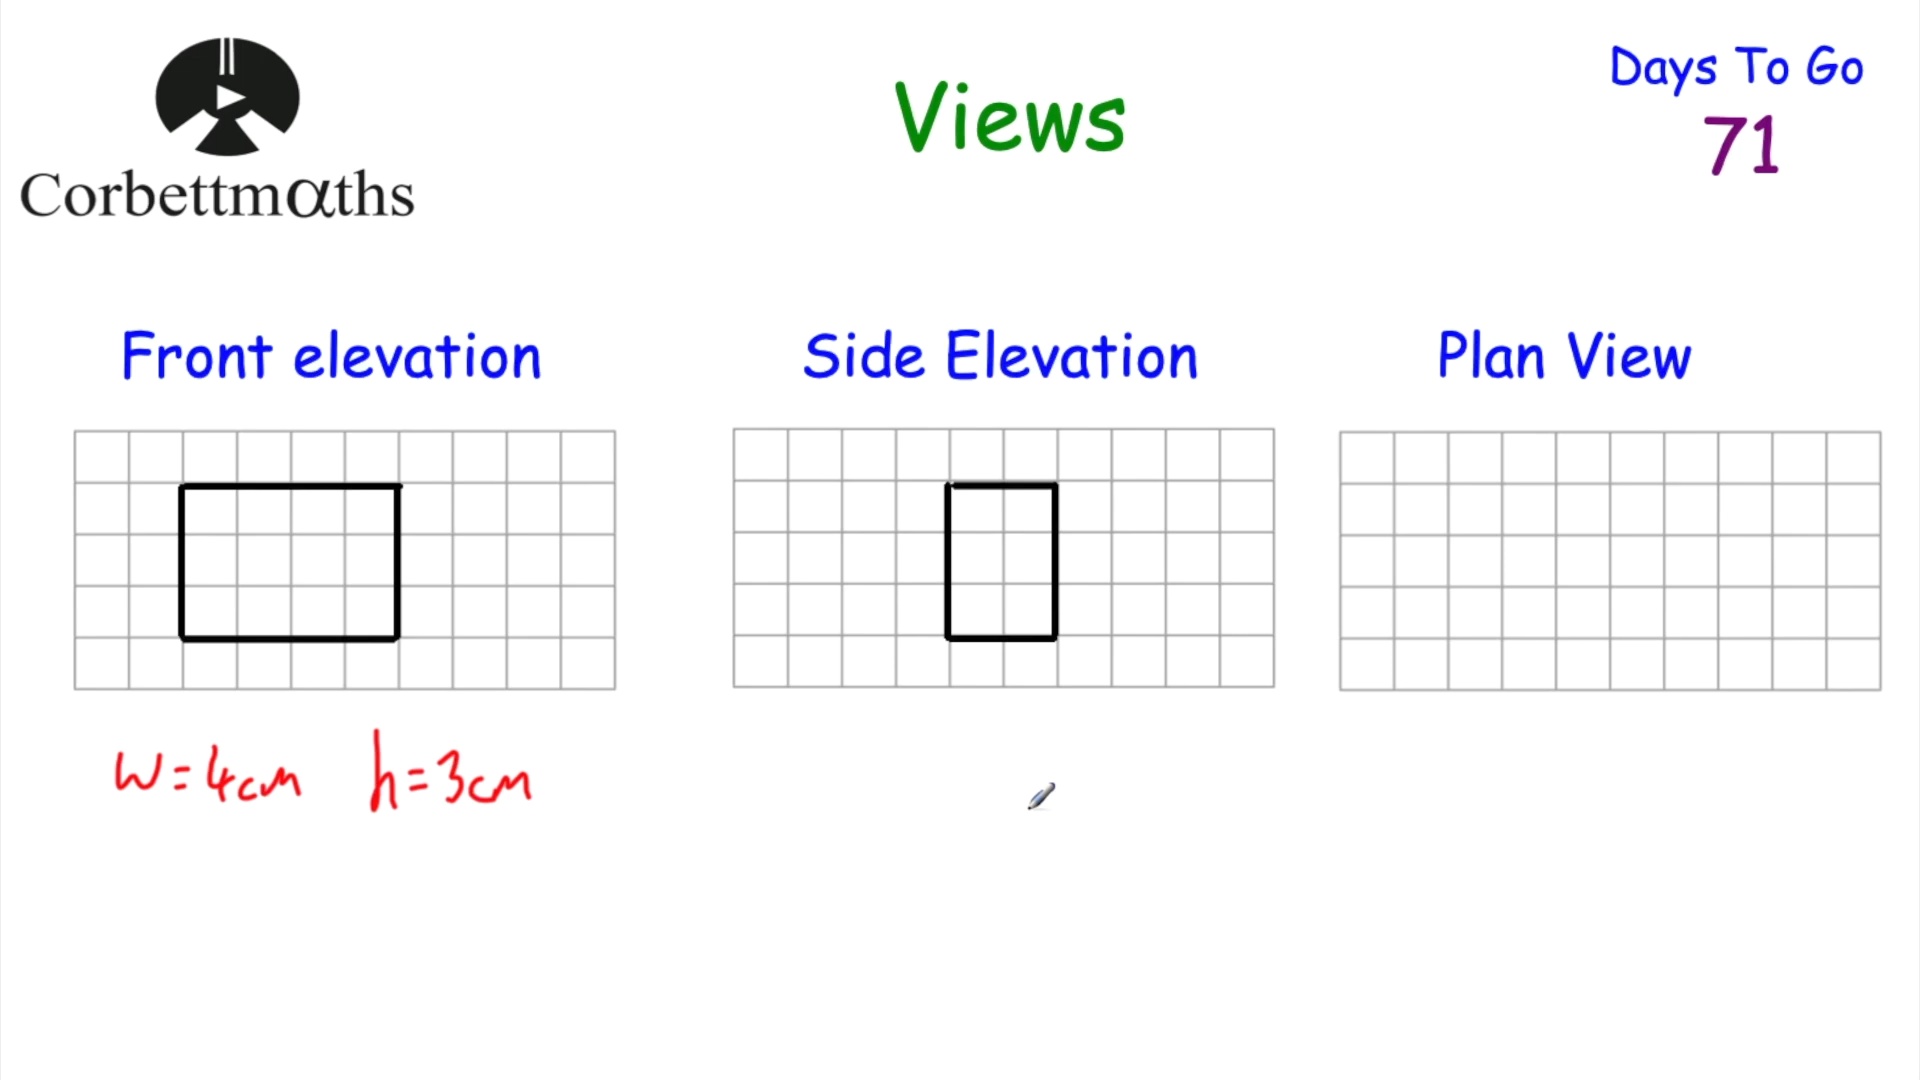 Corbettmαths
Views
Days To Go
71
Front elevation
Side Elevation
Plan View
w=4cm h=3cm